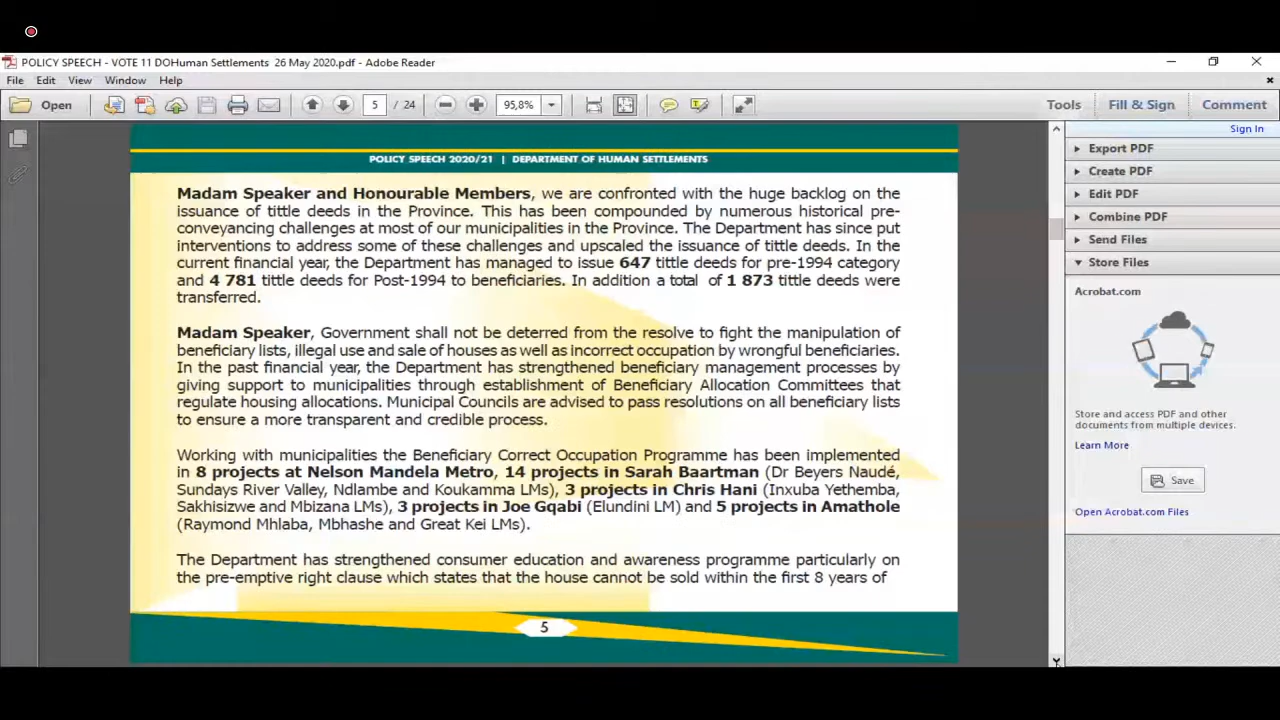 POLICY SPEECH - VOTE 11 DOHuman Settlements 26 May 2020.pdf - Adobe Reader
File Edit View Window Help
Open 5 / 24 95,8% Tools Fill & Sign Comment
Sign In
Export PDF
Create PDF
Edit PDF
Combine PDF
Send Files
Store Files
Acrobat.com
Store and access PDF and other
documents from multiple devices.
Learn More
Save
Open Acrobat.com Files
POLICY SPEECH 2020/21 | DEPARTMENT OF HUMAN SETTLEMENTS
Madam Speaker and Honourable Members, we are confronted with the huge backlog on the
issuance of tittle deeds in the Province. This has been compounded by numerous historical pre-
conveyancing challenges at most of our municipalities in the Province. The Department has since put
interventions to address some of these challenges and upscaled the issuance of tittle deeds. In the
current financial year, the Department has managed to issue 647 tittle deeds for pre-1994 category
and 4 781 tittle deeds for Post-1994 to beneficiaries. In addition a total of 1 873 tittle deeds were
transferred.
Madam Speaker, Government shall not be deterred from the resolve to fight the manipulation of
beneficiary lists, illegal use and sale of houses as well as incorrect occupation by wrongful beneficiaries.
In the past financial year, the Department has strengthened beneficiary management processes by
giving support to municipalities through establishment of Beneficiary Allocation Committees that
regulate housing allocations. Municipal Councils are advised to pass resolutions on all beneficiary lists
to ensure a more transparent and credible process.
Working with municipalities the Beneficiary Correct Occupation Programme has been implemented
in 8 projects at Nelson Mandela Metro, 14 projects in Sarah Baartman (Dr Beyers Naudé,
Sundays River Valley, Ndlambe and Koukamma LMs), 3 projects in Chris Hani (Inxuba Yethemba,
Sakhisizwe and Mbizana LMs), 3 projects in Joe Gqabi (Elundini LM) and 5 projects in Amathole
(Raymond Mhlaba, Mbhashe and Great Kei LMs).
The Department has strengthened consumer education and awareness programme particularly on
the pre-emptive right clause which states that the house cannot be sold within the first 8 years of
5